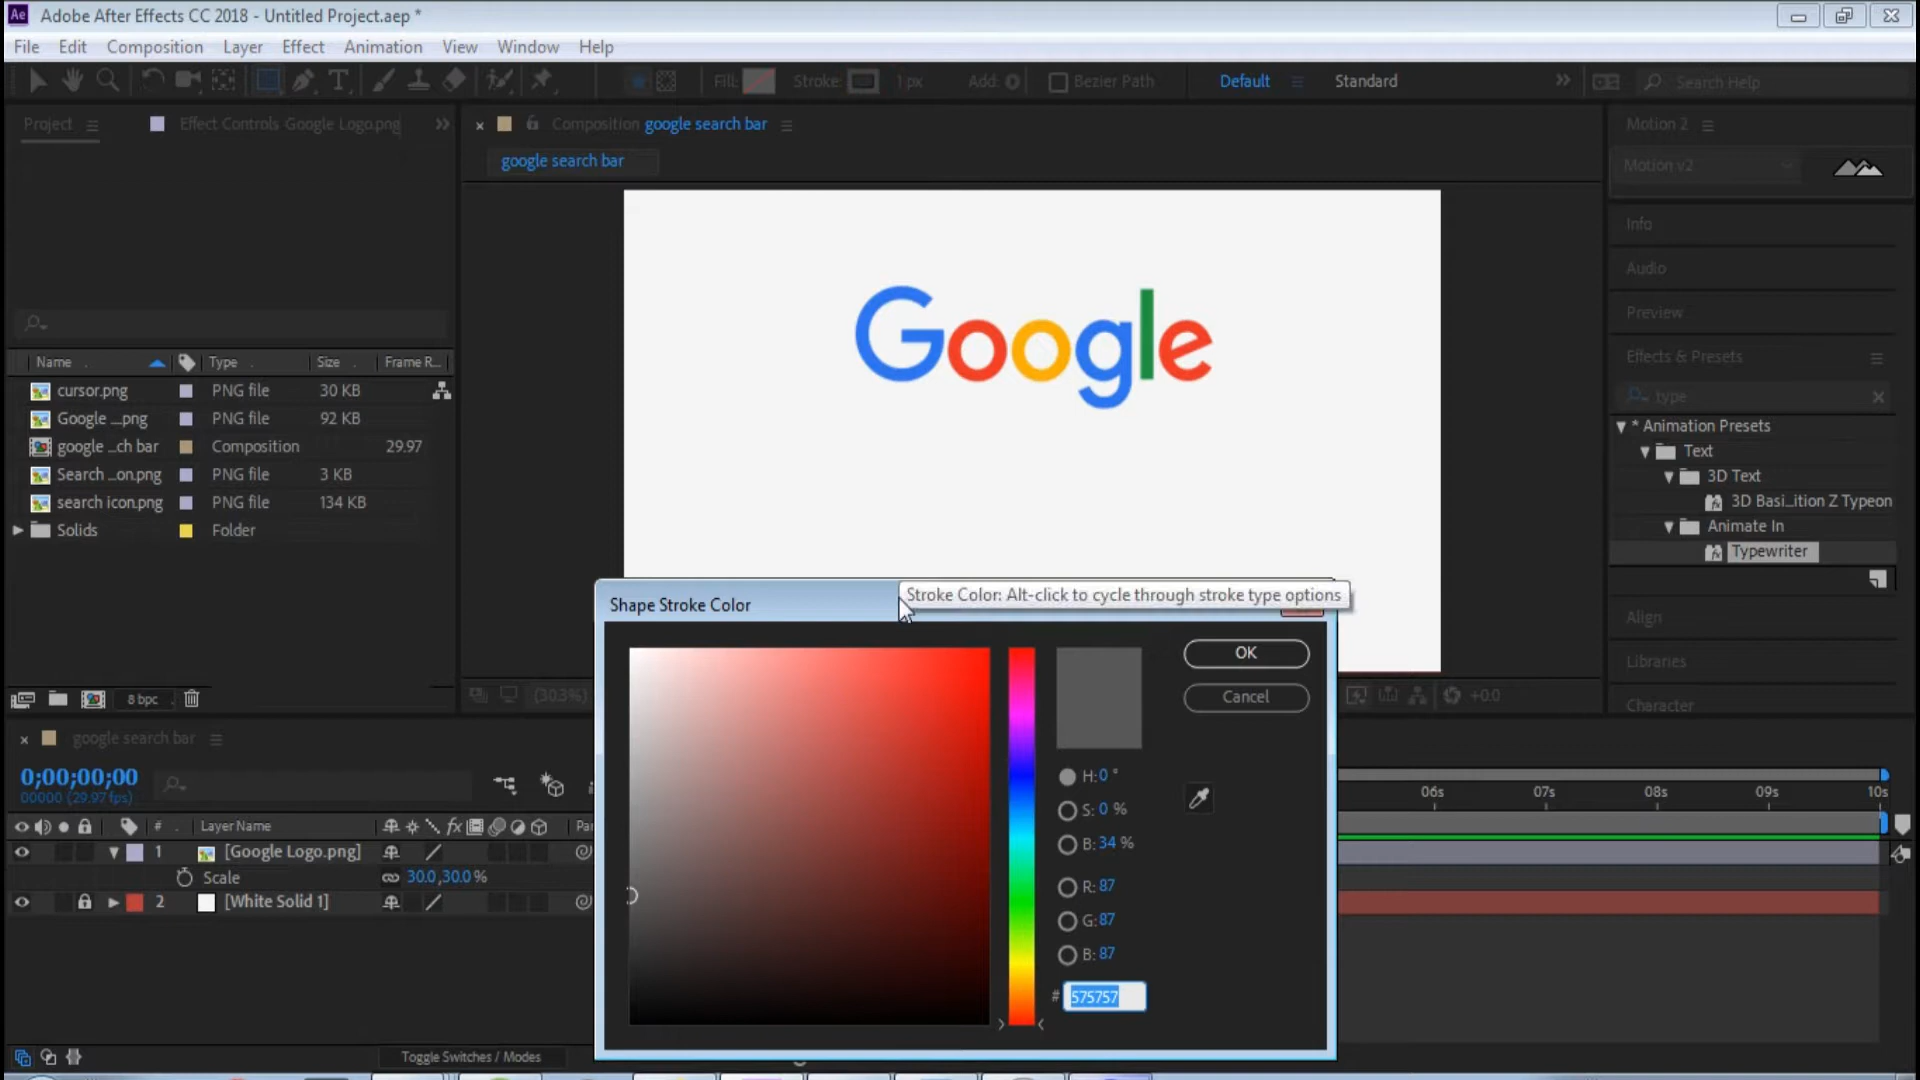 Ae Adobe After Effects CC 2018 - Untitled Project.aep *
File Edit Composition Layer Effect Animation View Window Help
Fill: Stroke: 1 px Add: Bezier Path Default Standard Search Help
Project Effect Controls Google Logo.png
Composition google search bar
Motion 2
google search bar
Motion v2
Google
Info
Audio
Preview
Effects & Presets
type
* Animation Presets
Text
3D Text
3D Basi...ition Z Typeon
Animate In
Typewriter
Align
Libraries
Character
Name Type Size Frame R...
cursor.png PNG file 30 KB
Google ...png PNG file 92 KB
google ...ch bar Composition 29.97
Search ...on.png PNG file 3 KB
search icon.png PNG file 134 KB
Solids Folder
8 bpc
(30.3%)
+0.0
Shape Stroke Color
Stroke Color: Alt-click to cycle through stroke type options
OK
Cancel
H: 0 °
S: 0 %
B: 34 %
R: 87
G: 87
B: 87
# 575757
google search bar
0;00;00;00
00000 (29.97 fps)
06s 07s 08s 09s 10s
# Layer Name fx Par
1 [Google Logo.png]
Scale 30.0,30.0 %
2 [White Solid 1]
Toggle Switches / Modes